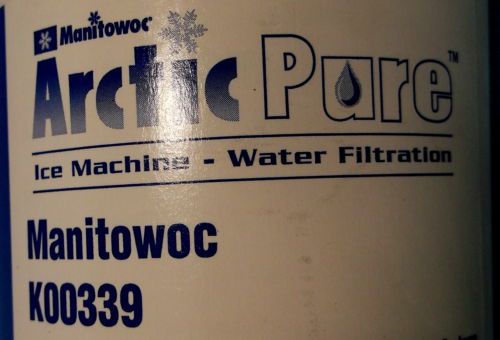 Manitowoc®
Arctic Pure™
Ice Machine - Water Filtration
Manitowoc
K00339